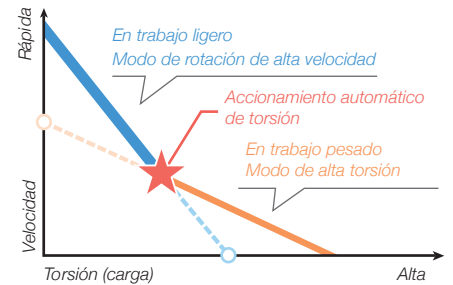 Rápida
Velocidad
En trabajo ligero
Modo de rotación de alta velocidad
Accionamiento automático
de torsión
En trabajo pesado
Modo de alta torsión
Torsión (carga)
Alta